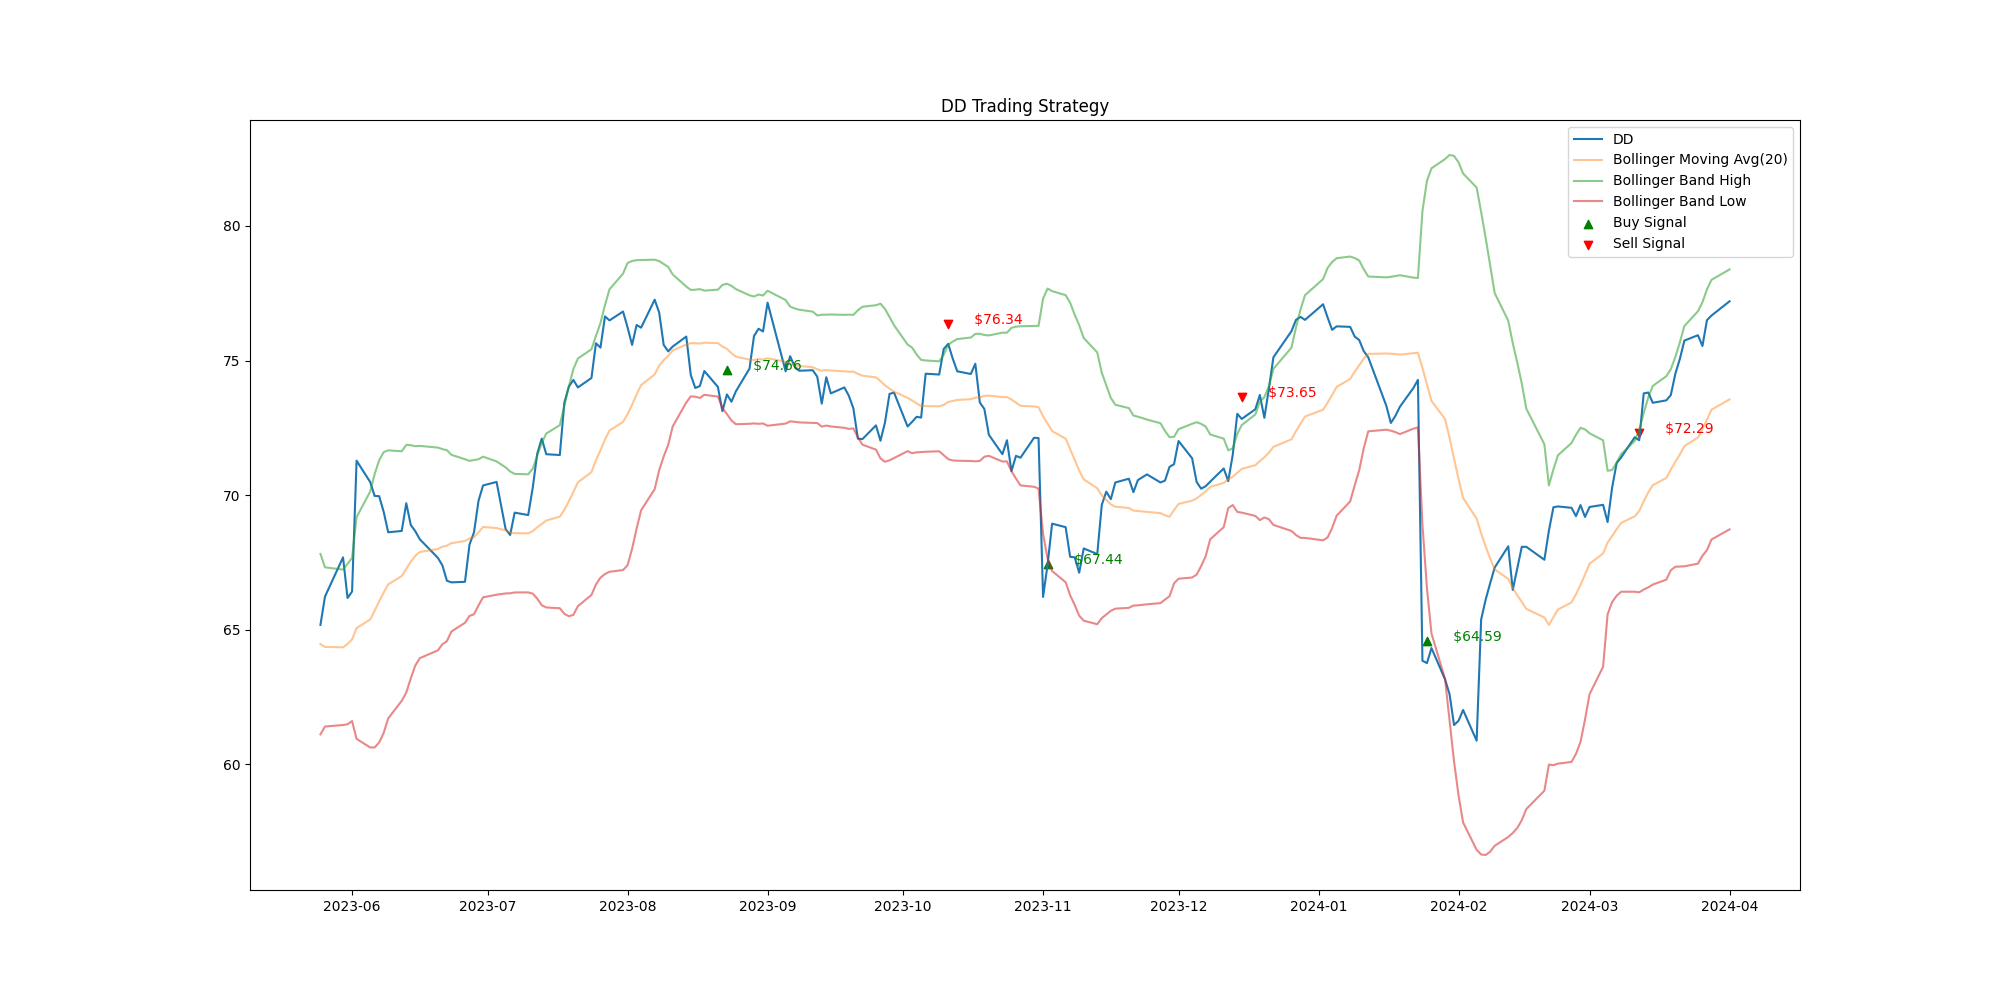 DD Trading Strategy
DD
Bollinger Moving Avg(20)
Bollinger Band High
Bollinger Band Low
Buy Signal
Sell Signal
80
75
70
65
60
$76.34
$74.66
$73.65
$72.29
$67.44
$64.59
2023-06 2023-07 2023-08 2023-09 2023-10 2023-11 2023-12 2024-01 2024-02 2024-03 2024-04